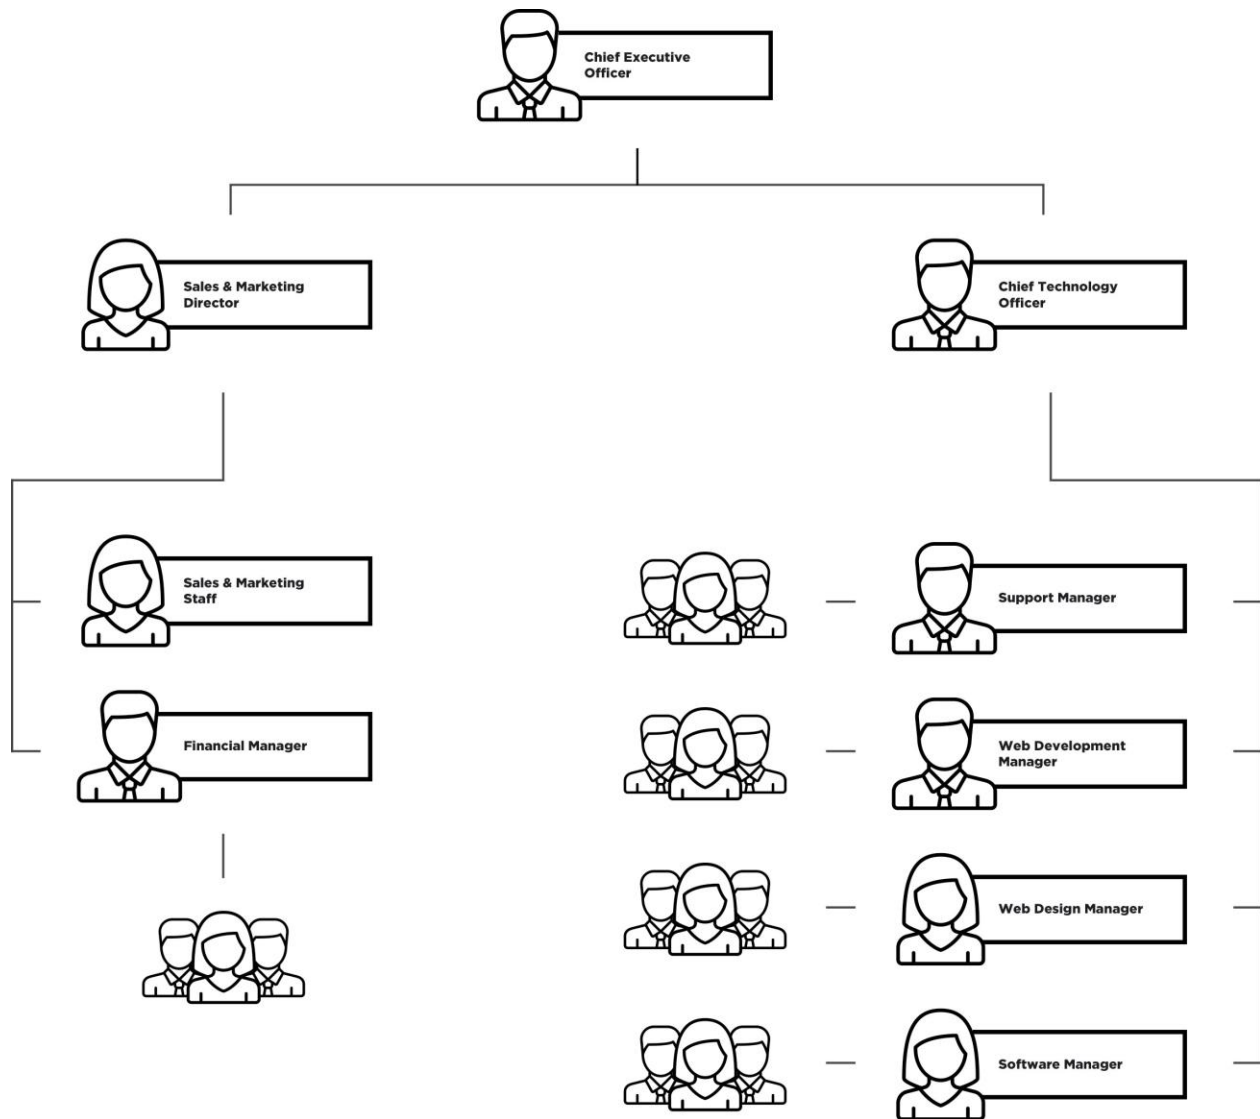 Chief Executive
Officer
Sales & Marketing
Director
Chief Technology
Officer
Sales & Marketing
Staff
Financial Manager
Support Manager
Web Development
Manager
Web Design Manager
Software Manager